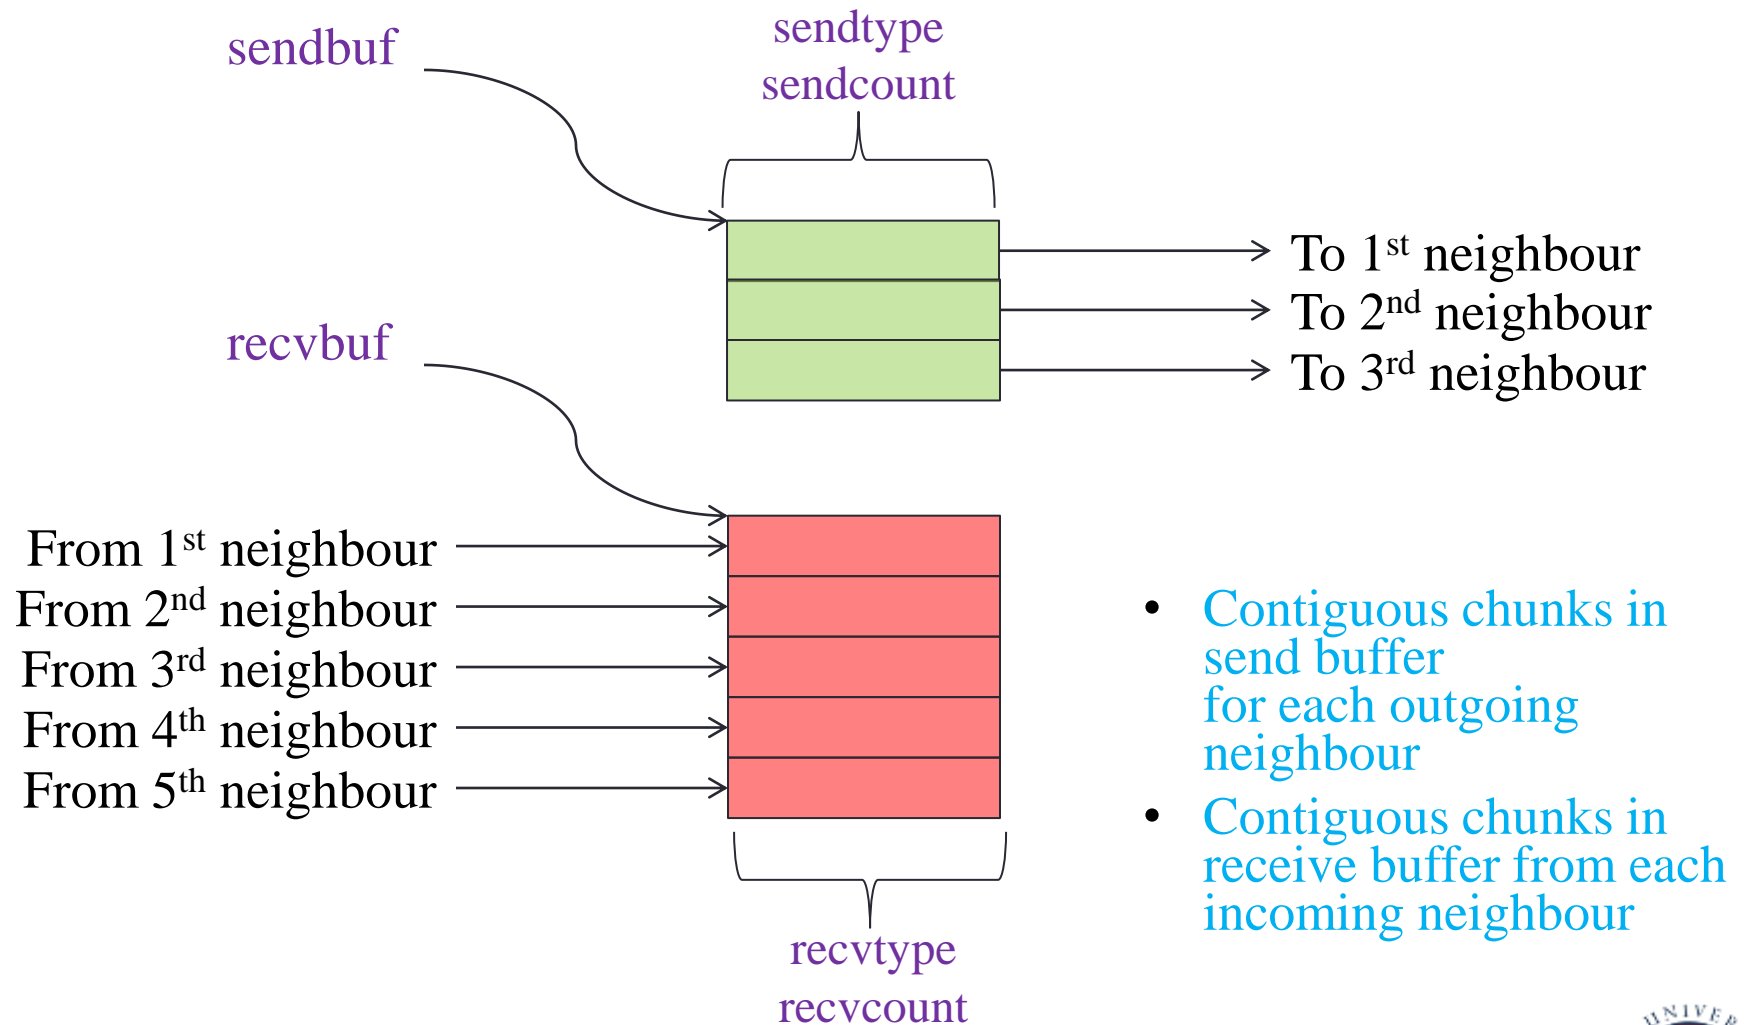 sendbuf
sendtype
sendcount
To 1st neighbour
To 2nd neighbour
To 3rd neighbour
recvbuf
From 1st neighbour
From 2nd neighbour
From 3rd neighbour
From 4th neighbour
From 5th neighbour
• Contiguous chunks in
send buffer
for each outgoing
neighbour
• Contiguous chunks in
receive buffer from each
incoming neighbour
recvtype
recvcount